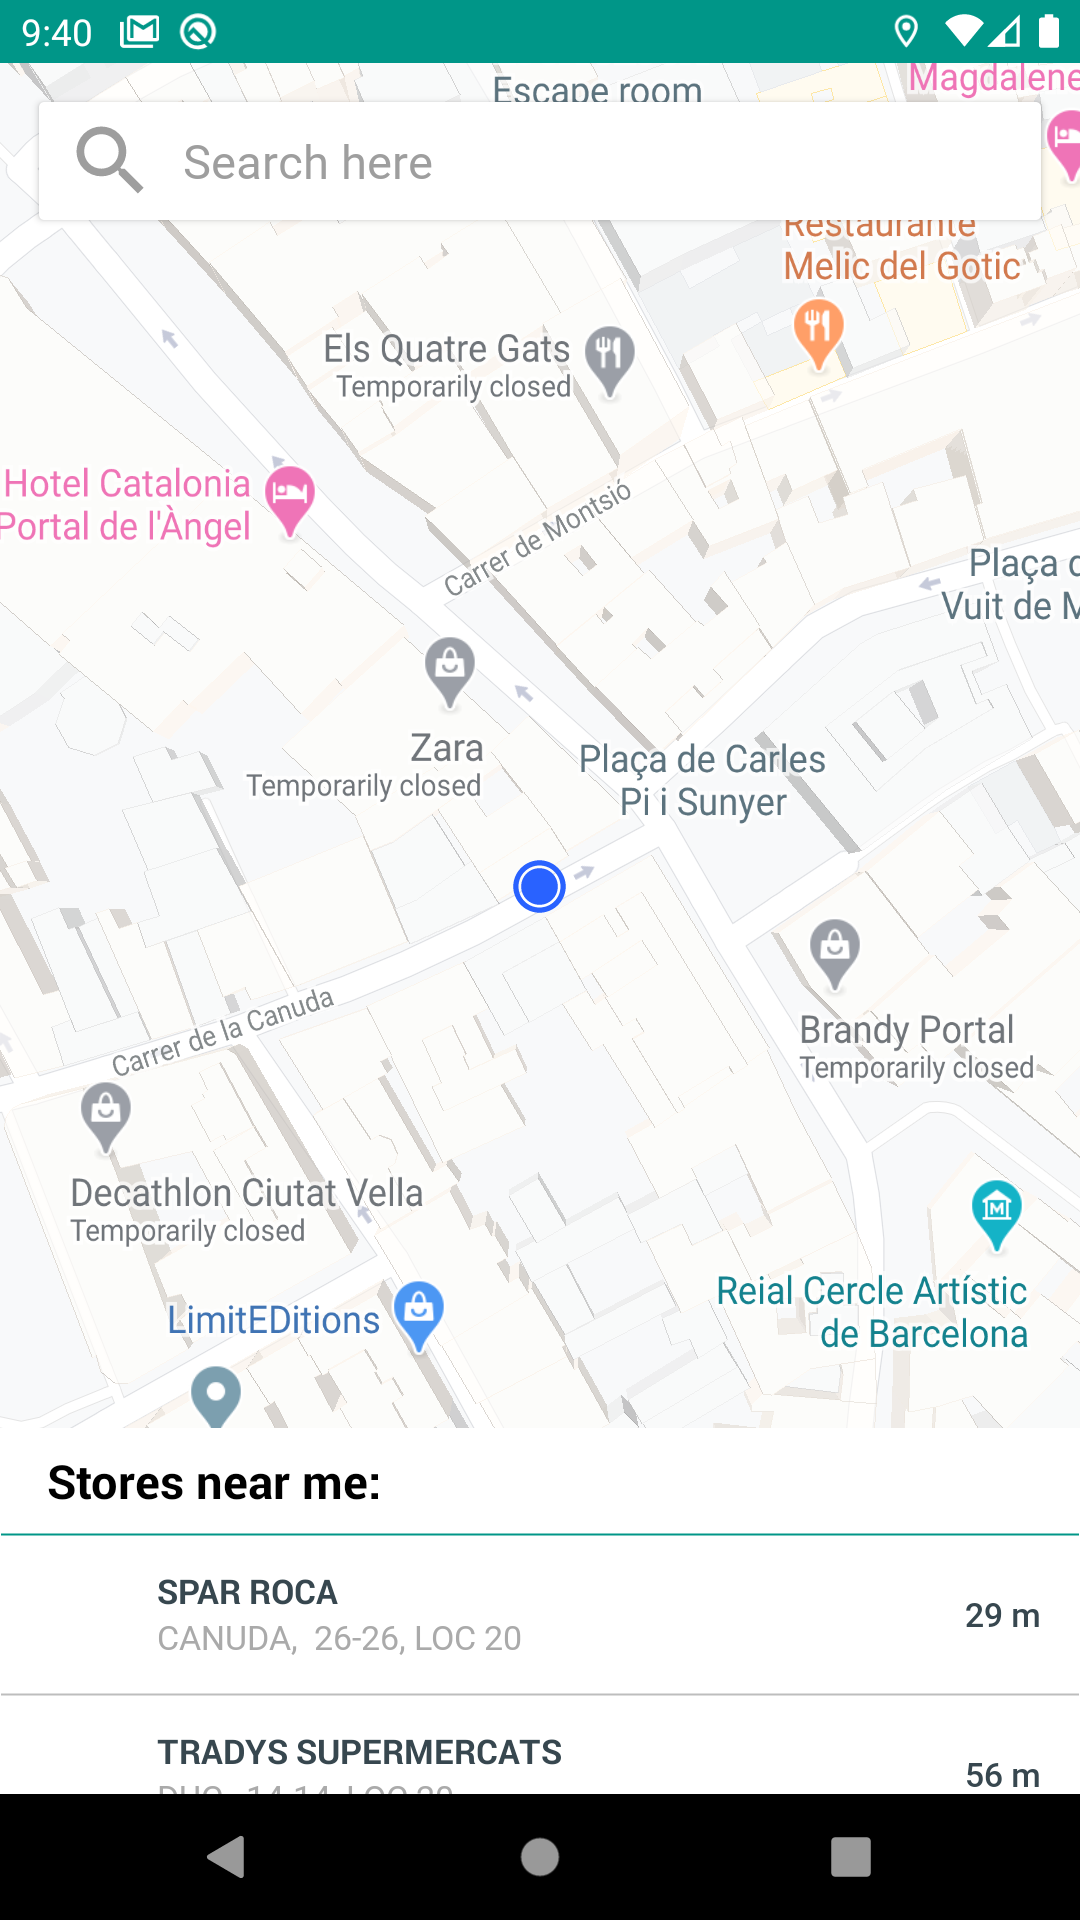 9:40
Escape room
Magdalene
Search here
Restaurante
Melic del Gotic
Els Quatre Gats
Temporarily closed
Hotel Catalonia
Portal de l'Àngel
Carrer de Montsió
Plaça
Vuit de
Zara
Temporarily closed
Plaça de Carles
Pi i Sunyer
Brandy Portal
Temporarily closed
Carrer de la Canuda
Decathlon Ciutat Vella
Temporarily closed
Reial Cercle Artístic
de Barcelona
LimitEDitions
Stores near me:
SPAR ROCA
CANUDA,  26-26, LOC 20
29 m
TRADYS SUPERMERCATS
56 m